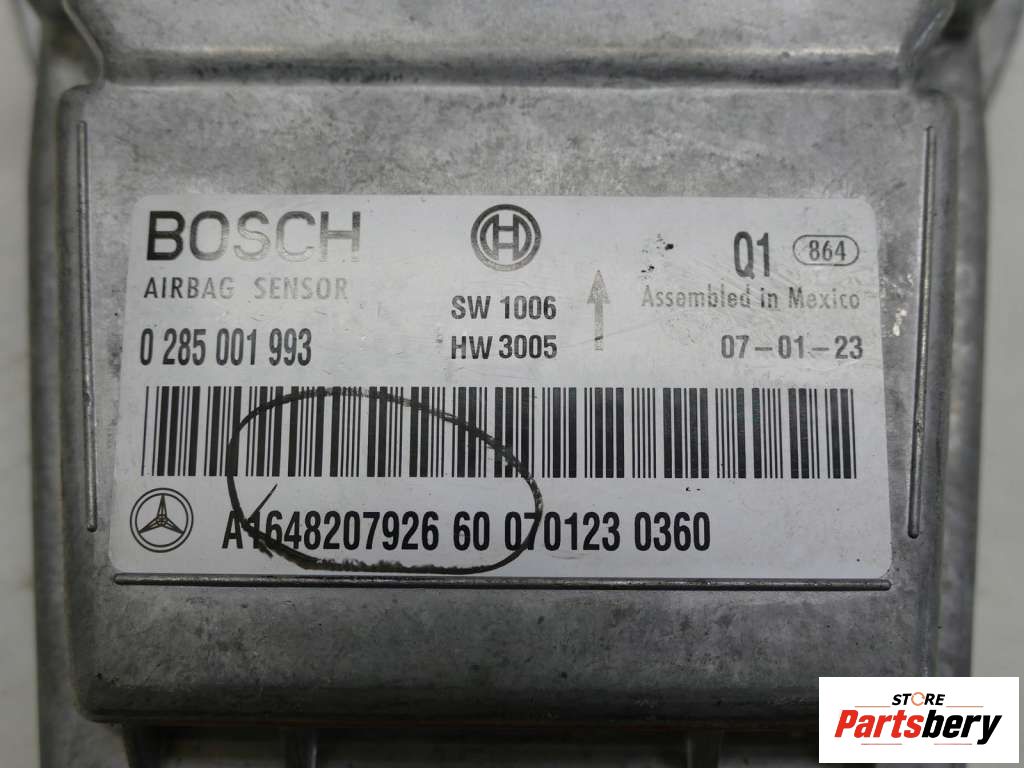 BOSCH
AIRBAG SENSOR
0 285 001 993
SW 1006
HW 3005
Q1 864
Assembled in Mexico
07-01-23
A1648207926 60 070123 0360
STORE
Partsbery